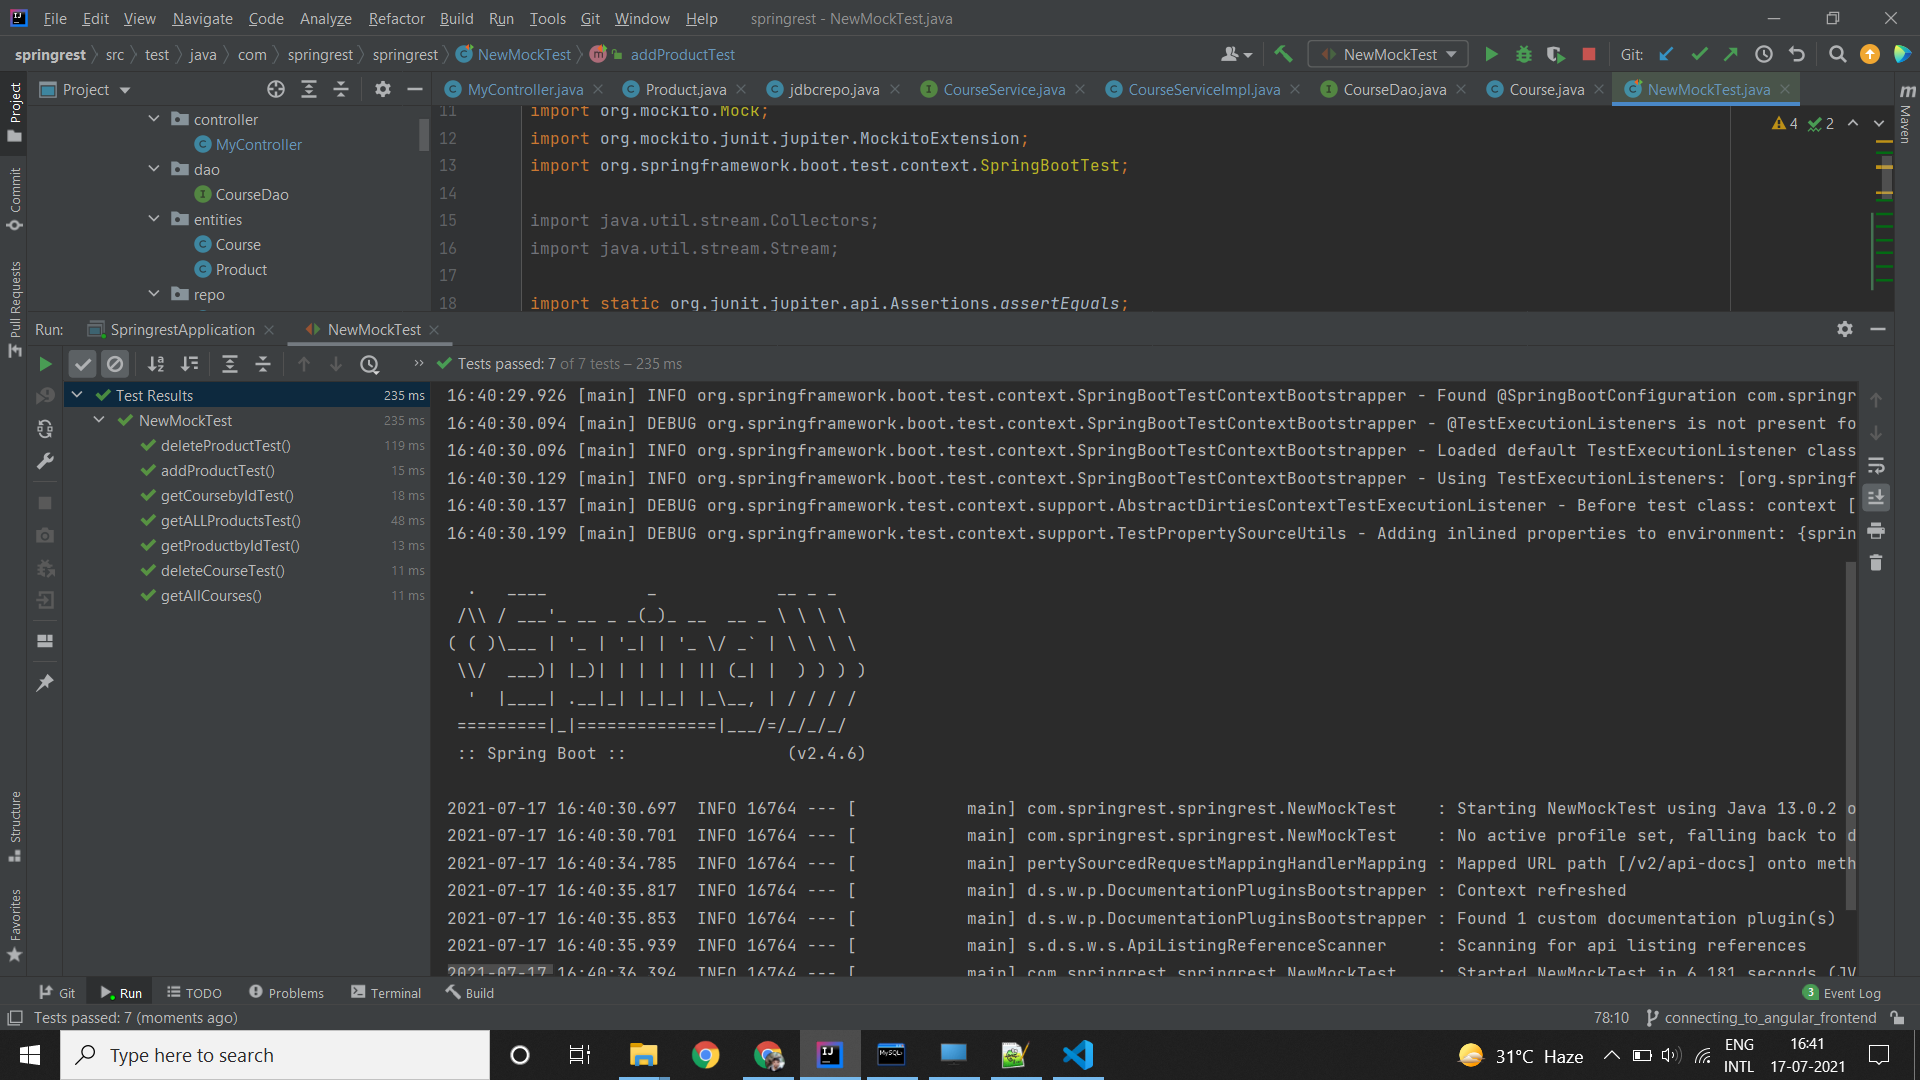 File Edit View Navigate Code Analyze Refactor Build Run Tools Git Window Help springrest - NewMockTest.java
springrest src test java com springrest springrest NewMockTest addProductTest NewMockTest Git:
Project MyController.java Product.java jdbcrepo.java CourseService.java CourseServiceImpl.java CourseDao.java Course.java NewMockTest.java
Project
Commit
Pull Requests
Structure
Favorites
Maven
controller
MyController
dao
CourseDao
entities
Course
Product
repo
4 2
11 import org.mockito.Mock;
12 import org.mockito.junit.jupiter.MockitoExtension;
13 import org.springframework.boot.test.context.SpringBootTest;
14
15 import java.util.stream.Collectors;
16 import java.util.stream.Stream;
17
18 import static org.junit.jupiter.api.Assertions.assertEquals;
Run: SpringrestApplication NewMockTest
Tests passed: 7 of 7 tests – 235 ms
Test Results 235 ms
NewMockTest 235 ms
deleteProductTest() 119 ms
addProductTest() 15 ms
getCoursebyIdTest() 18 ms
getALLProductsTest() 48 ms
getProductbyIdTest() 13 ms
deleteCourseTest() 11 ms
getAllCourses() 11 ms
16:40:29.926 [main] INFO org.springframework.boot.test.context.SpringBootTestContextBootstrapper - Found @SpringBootConfiguration com.springr
16:40:30.094 [main] DEBUG org.springframework.boot.test.context.SpringBootTestContextBootstrapper - @TestExecutionListeners is not present fo
16:40:30.096 [main] INFO org.springframework.boot.test.context.SpringBootTestContextBootstrapper - Loaded default TestExecutionListener class
16:40:30.129 [main] INFO org.springframework.boot.test.context.SpringBootTestContextBootstrapper - Using TestExecutionListeners: [org.springf
16:40:30.137 [main] DEBUG org.springframework.test.context.support.AbstractDirtiesContextTestExecutionListener - Before test class: context [
16:40:30.199 [main] DEBUG org.springframework.test.context.support.TestPropertySourceUtils - Adding inlined properties to environment: {sprin
  .   ____          _            __ _ _
 /\\ / ___'_ __ _ _(_)_ __  __ _ \ \ \ \
( ( )\___ | '_ | '_| | '_ \/ _` | \ \ \ \
 \\/  ___)| |_)| | | | | || (_| |  ) ) ) )
  '  |____| .__|_| |_|_| |_\__, | / / / /
 =========|_|==============|___/=/_/_/_/
 :: Spring Boot ::                (v2.4.6)
2021-07-17 16:40:30.697  INFO 16764 --- [           main] com.springrest.springrest.NewMockTest    : Starting NewMockTest using Java 13.0.2 o
2021-07-17 16:40:30.701  INFO 16764 --- [           main] com.springrest.springrest.NewMockTest    : No active profile set, falling back to d
2021-07-17 16:40:34.785  INFO 16764 --- [           main] pertySourcedRequestMappingHandlerMapping : Mapped URL path [/v2/api-docs] onto meth
2021-07-17 16:40:35.817  INFO 16764 --- [           main] d.s.w.p.DocumentationPluginsBootstrapper : Context refreshed
2021-07-17 16:40:35.853  INFO 16764 --- [           main] d.s.w.p.DocumentationPluginsBootstrapper : Found 1 custom documentation plugin(s)
2021-07-17 16:40:35.939  INFO 16764 --- [           main] s.d.s.w.s.ApiListingReferenceScanner     : Scanning for api listing references
2021-07-17 16:40:36.394  INFO 16764 --- [           main] com.springrest.springrest.NewMockTest    : Started NewMockTest in 6.181 seconds (JV
Git Run TODO Problems Terminal Build 3 Event Log
Tests passed: 7 (moments ago) 78:10 connecting_to_angular_frontend
Type here to search
MySQL
31°C Haze
ENG
INTL
16:41
17-07-2021